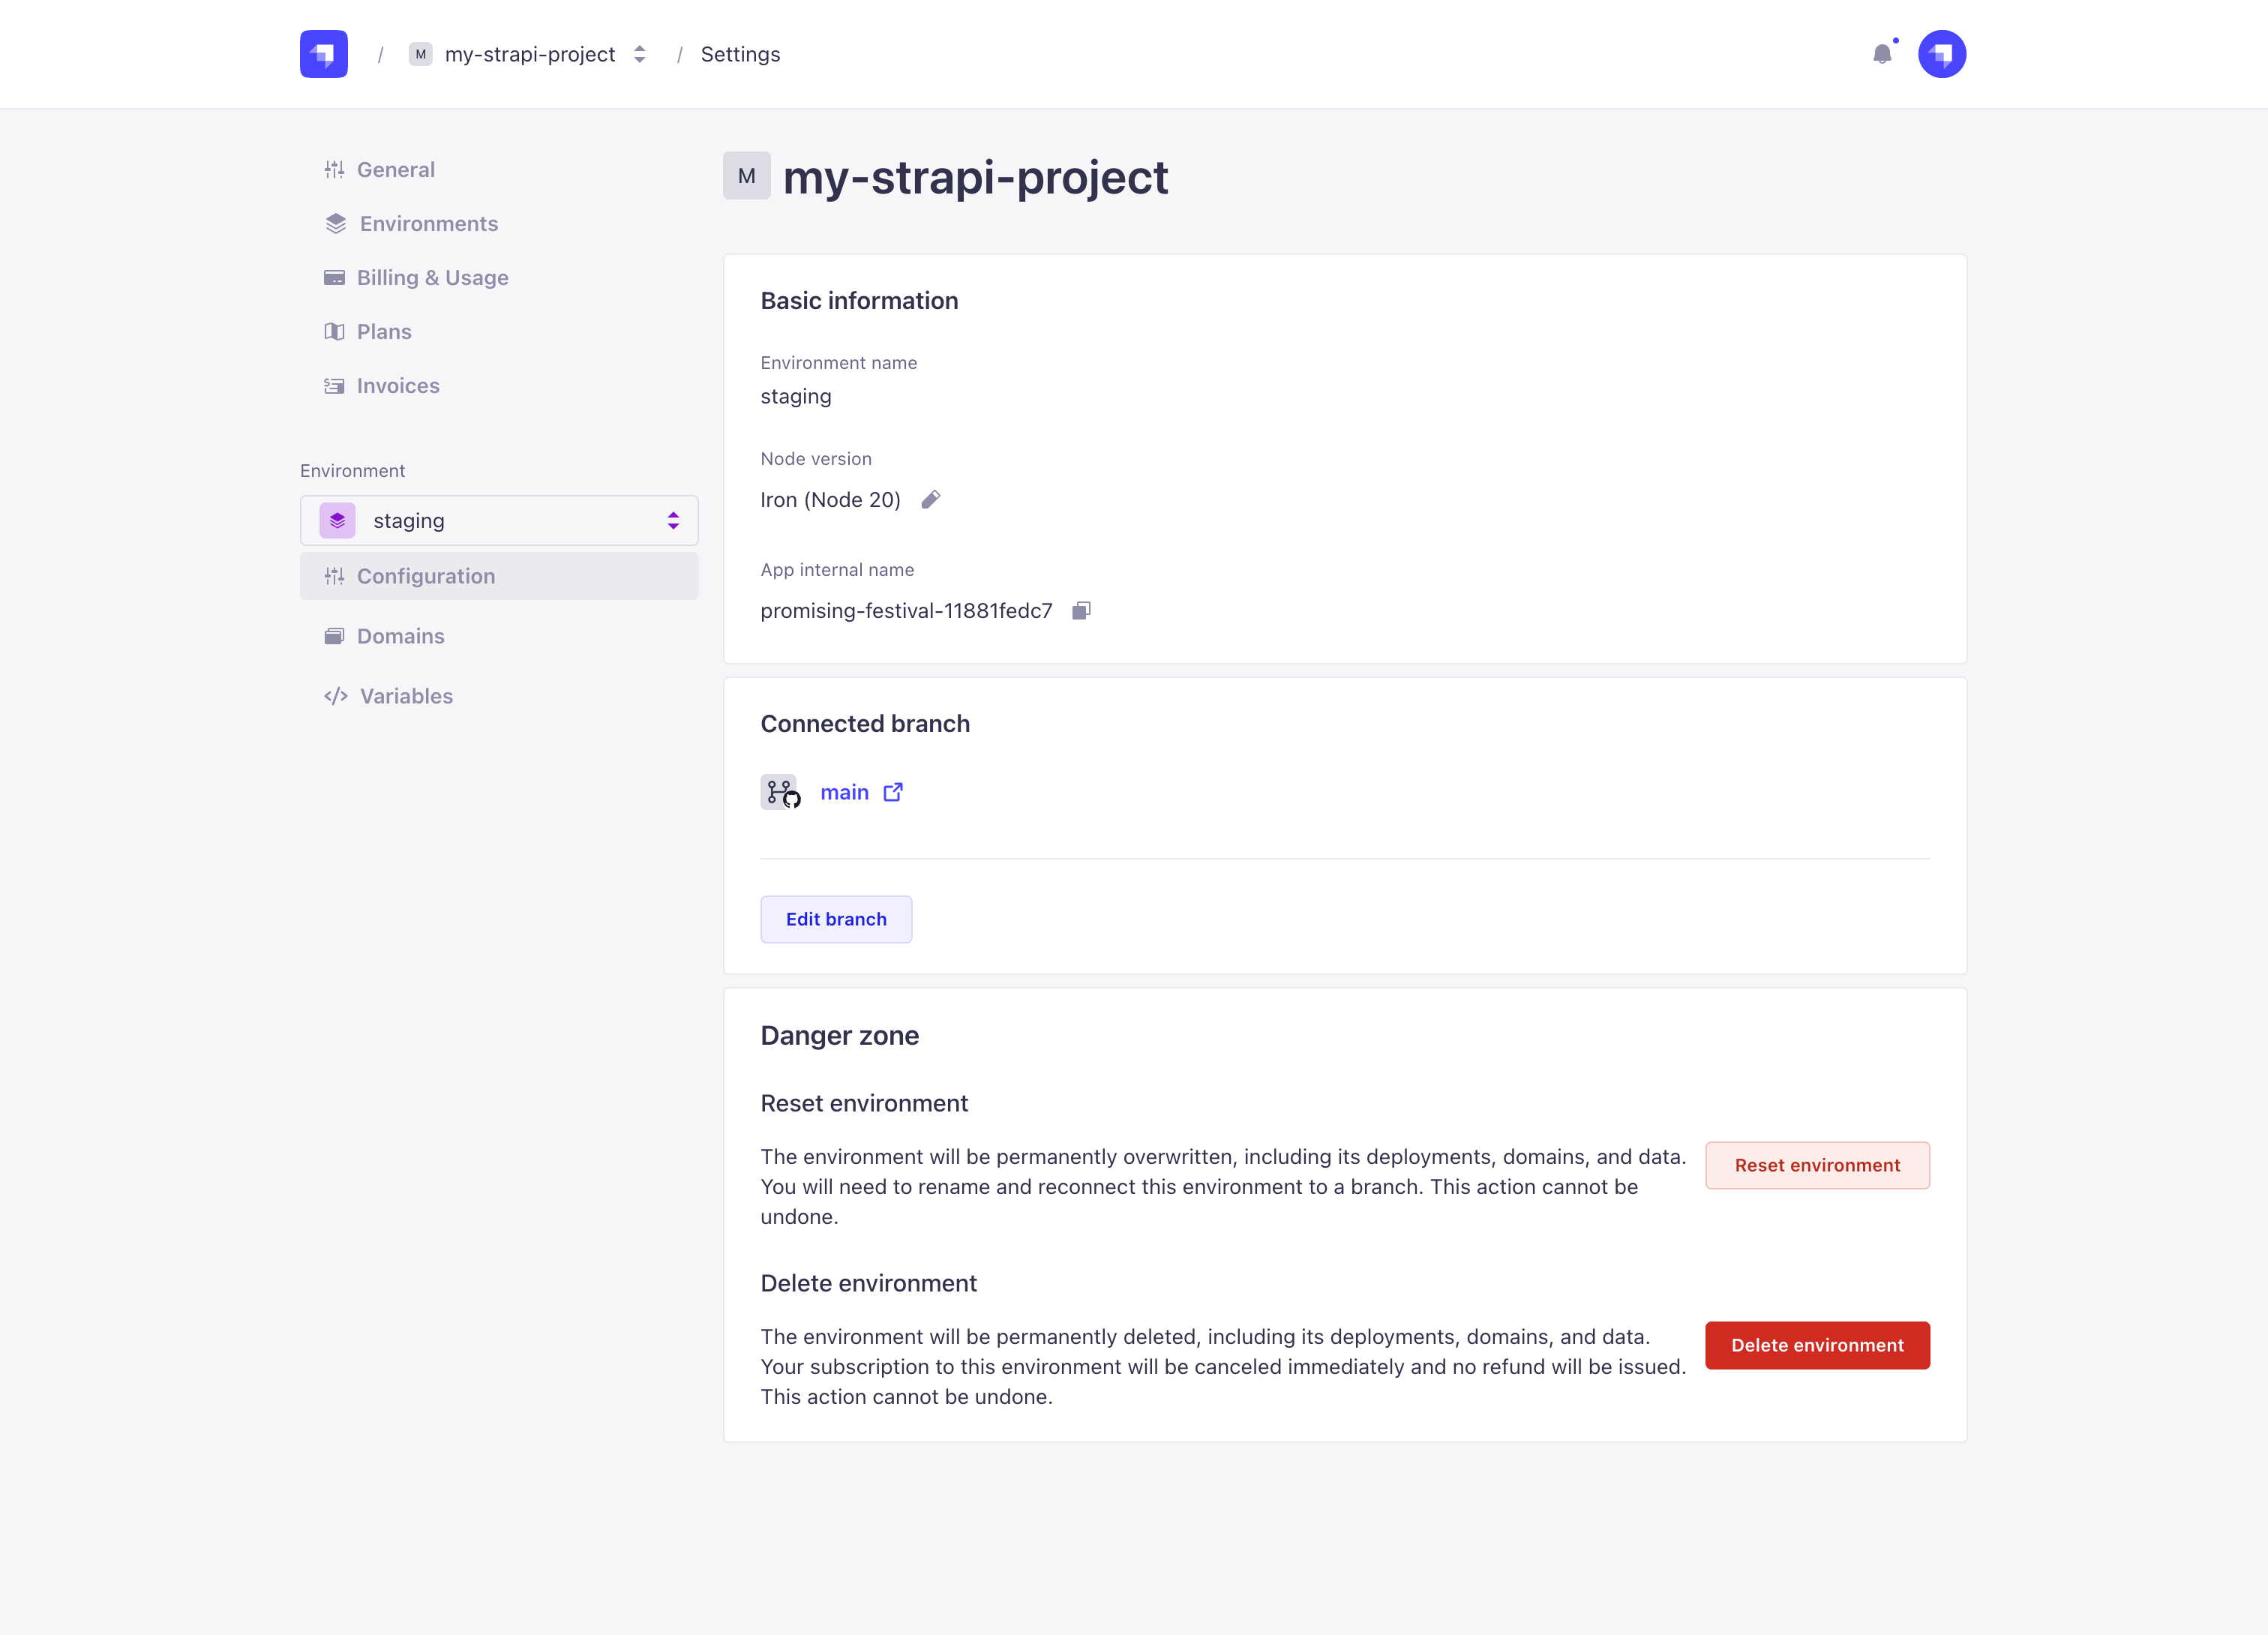 / M my-strapi-project / Settings
General
Environments
Billing & Usage
Plans
Invoices
Environment
staging
Configuration
Domains
Variables
M my-strapi-project
Basic information
Environment name
staging
Node version
Iron (Node 20)
App internal name
promising-festival-11881fedc7
Connected branch
main
Edit branch
Danger zone
Reset environment
The environment will be permanently overwritten, including its deployments, domains, and data.
You will need to rename and reconnect this environment to a branch. This action cannot be
undone.
Reset environment
Delete environment
The environment will be permanently deleted, including its deployments, domains, and data.
Your subscription to this environment will be canceled immediately and no refund will be issued.
This action cannot be undone.
Delete environment